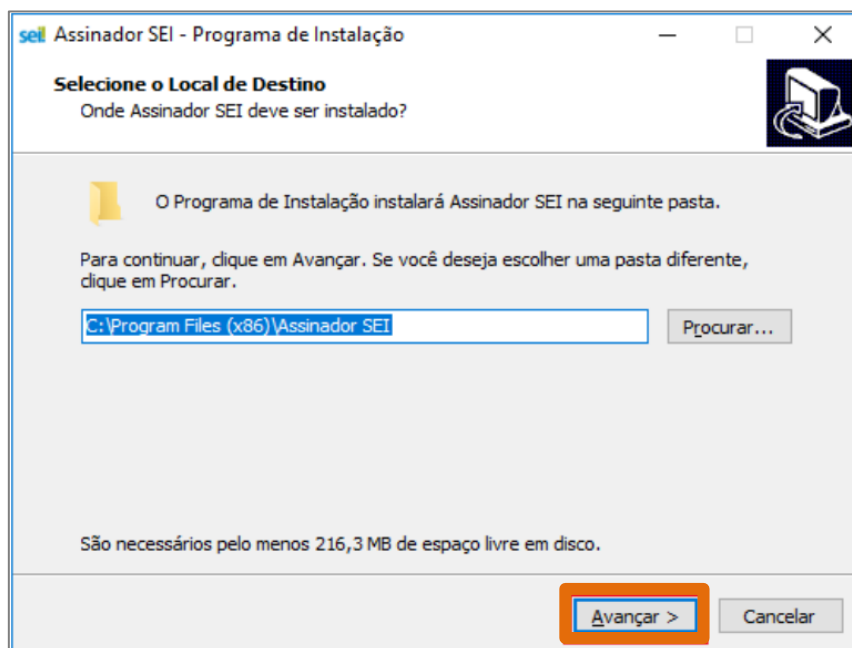 sei! Assinador SEI - Programa de Instalação
Selecione o Local de Destino
Onde Assinador SEI deve ser instalado?
O Programa de Instalação instalará Assinador SEI na seguinte pasta.
Para continuar, clique em Avançar. Se você deseja escolher uma pasta diferente,
clique em Procurar.
C:\Program Files (x86)\Assinador SEI
Procurar...
São necessários pelo menos 216,3 MB de espaço livre em disco.
Avançar >
Cancelar